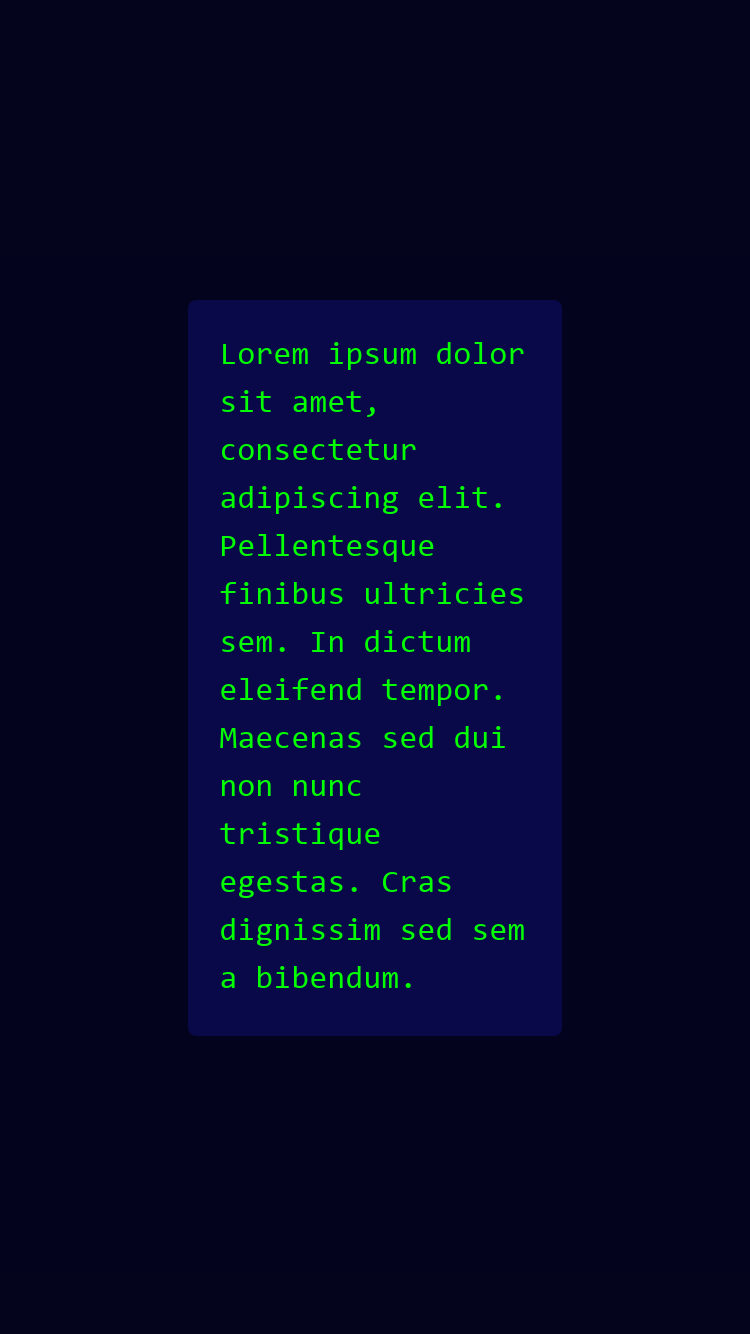 Lorem ipsum dolor
sit amet,
consectetur
adipiscing elit.
Pellentesque
finibus ultricies
sem. In dictum
eleifend tempor.
Maecenas sed dui
non nunc
tristique
egestas. Cras
dignissim sed sem
a bibendum.